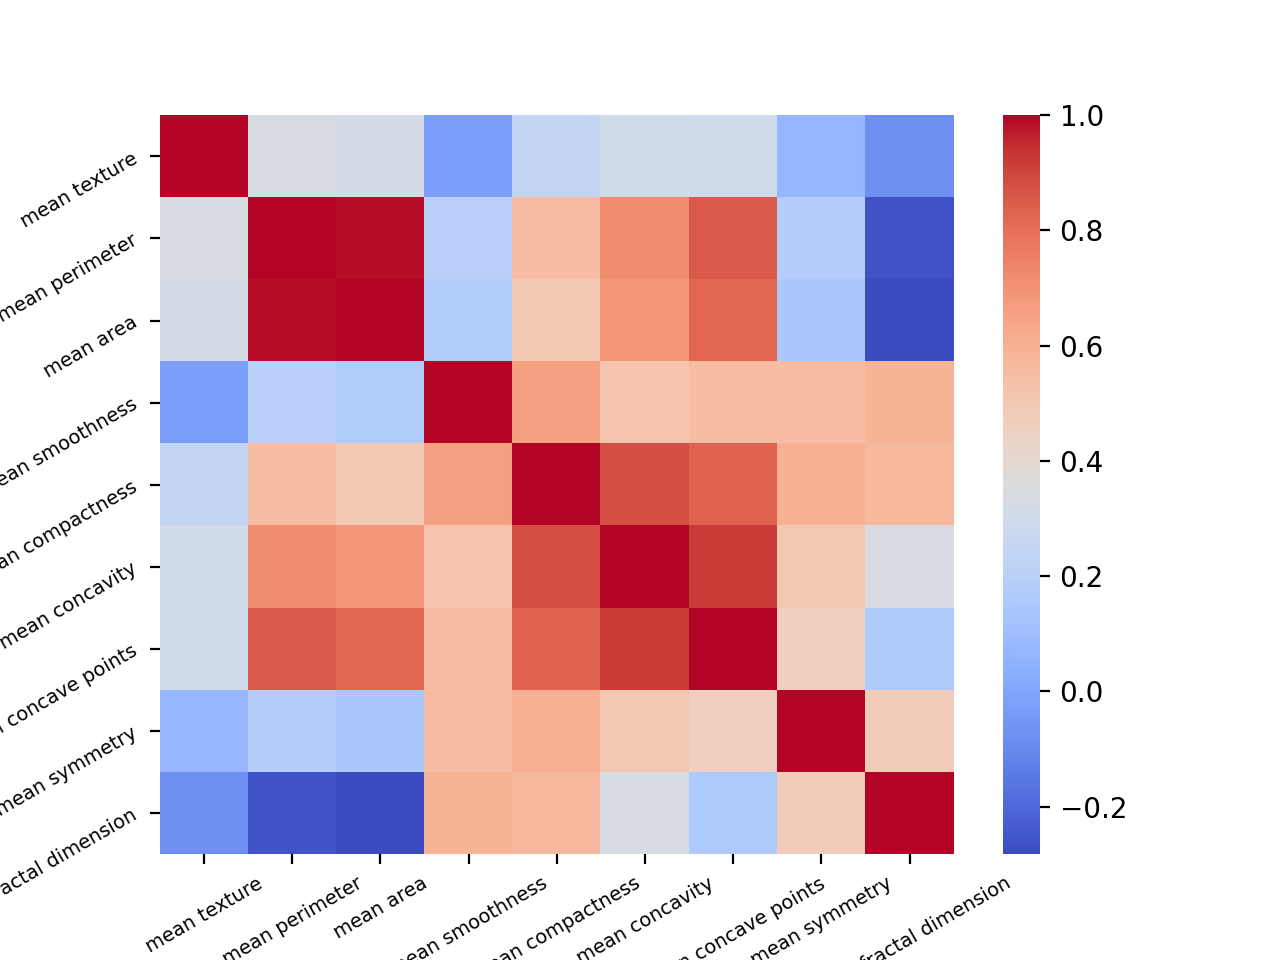 mean texture
mean perimeter
mean area
ean smoothness
an compactness
mean concavity
concave points
mean symmetry
actal dimension
mean texture
mean perimeter
mean area
ean smoothness
an compactness
mean concavity
n concave points
mean symmetry
fractal dimension
1.0
0.8
0.6
0.4
0.2
0.0
−0.2